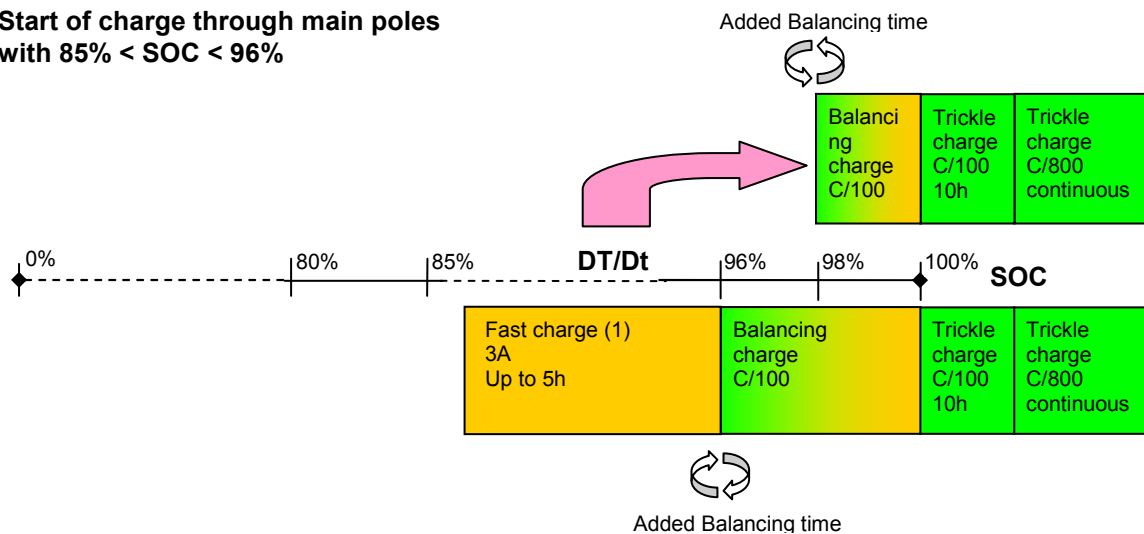 Start of charge through main poles
with 85% < SOC < 96%
Added Balancing time
Balanci
ng
charge
C/100
Trickle
charge
C/100
10h
Trickle
charge
C/800
continuous
0%
80%
85%
DT/Dt
96%
98%
100%
SOC
Fast charge (1)
3A
Up to 5h
Balancing
charge
C/100
Trickle
charge
C/100
10h
Trickle
charge
C/800
continuous
Added Balancing time